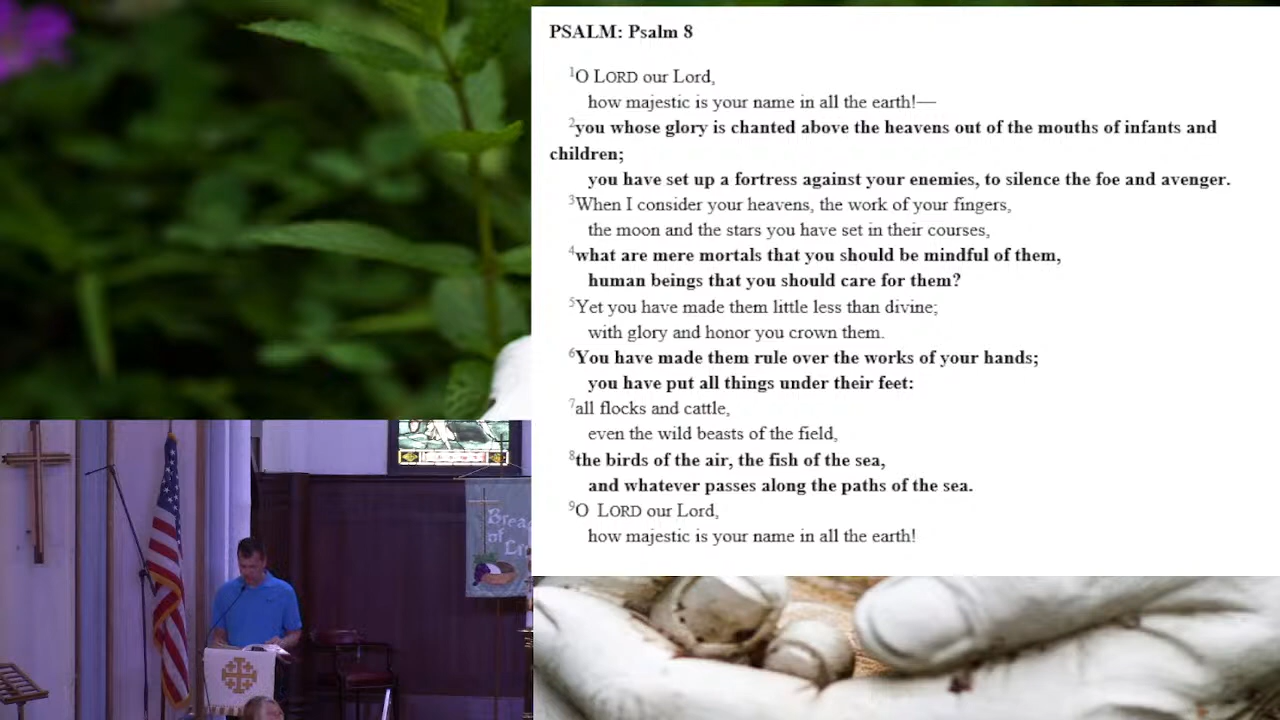 PSALM: Psalm 8
¹O LORD our Lord,
how majestic is your name in all the earth!—
²you whose glory is chanted above the heavens out of the mouths of infants and
children;
you have set up a fortress against your enemies, to silence the foe and avenger.
³When I consider your heavens, the work of your fingers,
the moon and the stars you have set in their courses,
⁴what are mere mortals that you should be mindful of them,
human beings that you should care for them?
⁵Yet you have made them little less than divine;
with glory and honor you crown them.
⁶You have made them rule over the works of your hands;
you have put all things under their feet:
⁷all flocks and cattle,
even the wild beasts of the field,
⁸the birds of the air, the fish of the sea,
and whatever passes along the paths of the sea.
⁹O LORD our Lord,
how majestic is your name in all the earth!
of